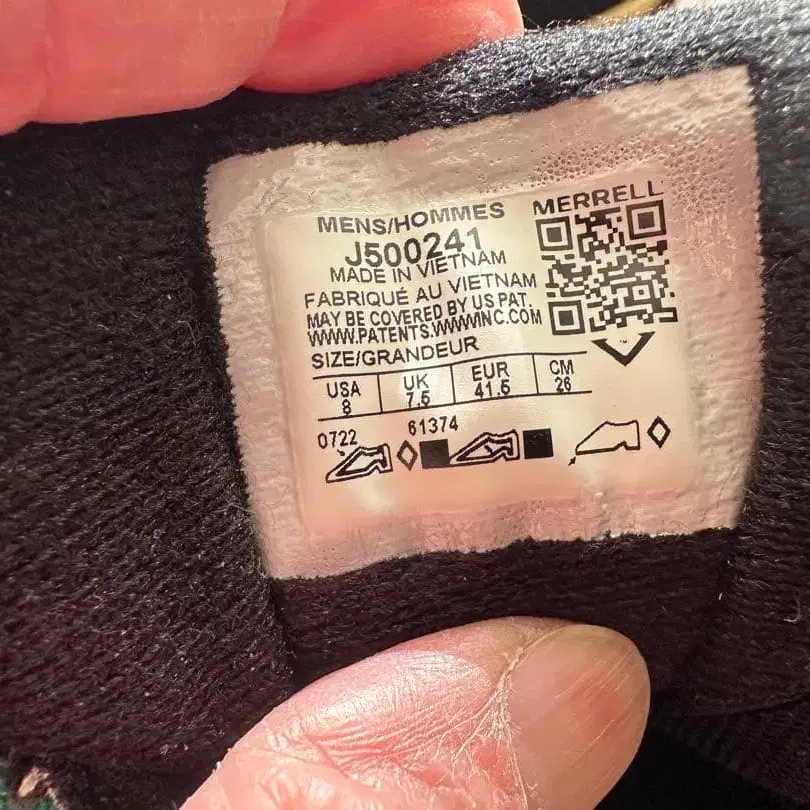 MENS/HOMMES
MERRELL
J500241
MADE IN VIETNAM
FABRIQUÉ AU VIETNAM
MAY BE COVERED BY US PAT.
WWW.PATENTS.WWWINC.COM
SIZE/GRANDEUR
USA UK EUR CM
8 7.5 41.5 26
0722 61374